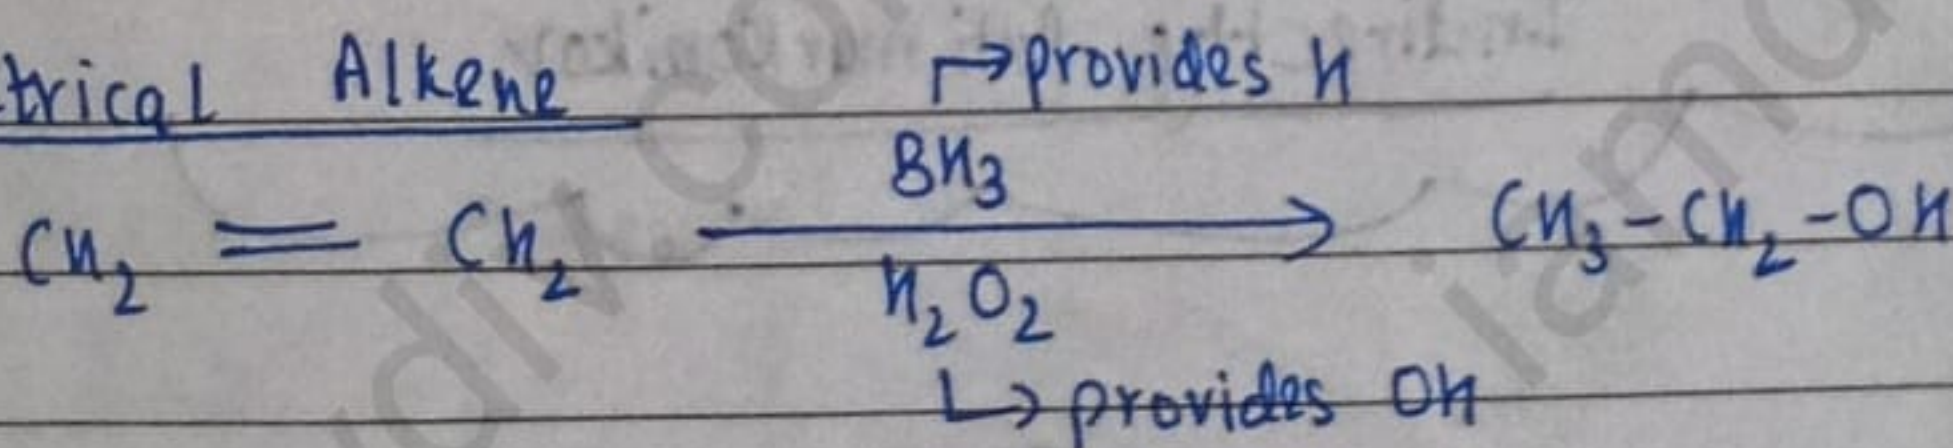 trical Alkene
↱ provides H
BH₃
CH₂ = CH₂ ⟶ CH₃-CH₂-OH
H₂O₂
↳ provides OH